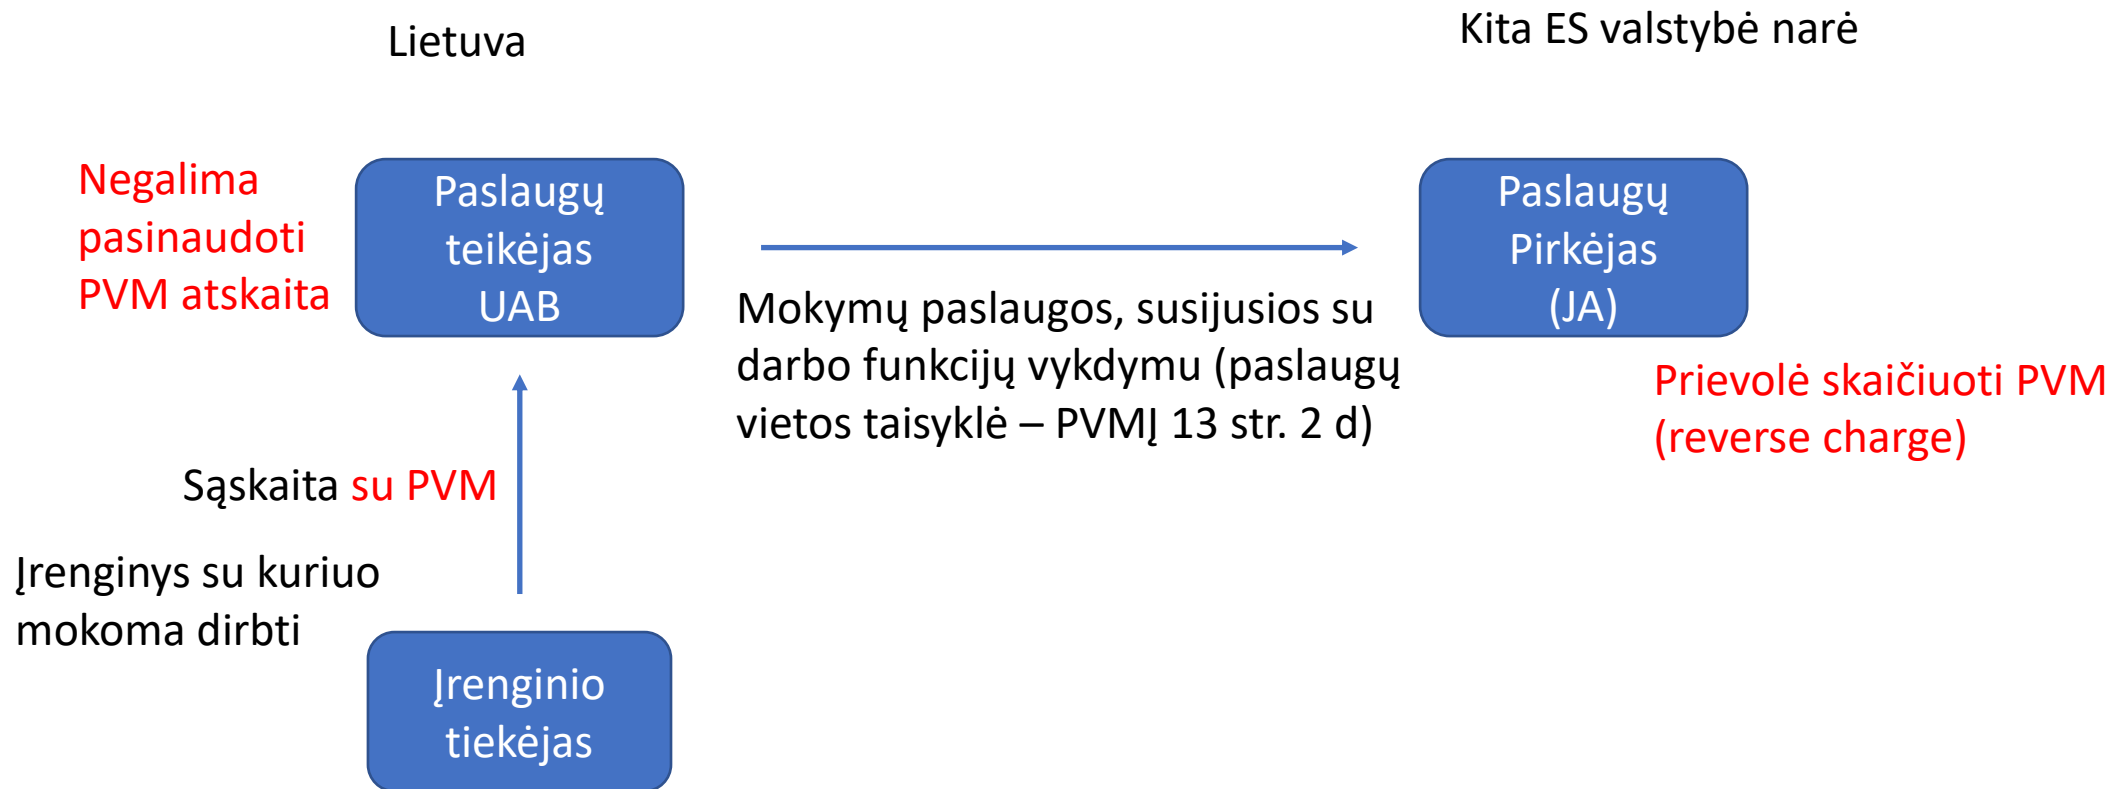 Lietuva
Kita ES valstybė narė
Negalima
pasinaudoti
PVM atskaita
Paslaugų
teikėjas
UAB
Paslaugų
Pirkėjas
(JA)
Mokymų paslaugos, susijusios su
darbo funkcijų vykdymu (paslaugų
vietos taisyklė – PVMĮ 13 str. 2 d)
Prievolė skaičiuoti PVM
(reverse charge)
Sąskaita su PVM
Įrenginys su kuriuo
mokoma dirbti
Įrenginio
tiekėjas